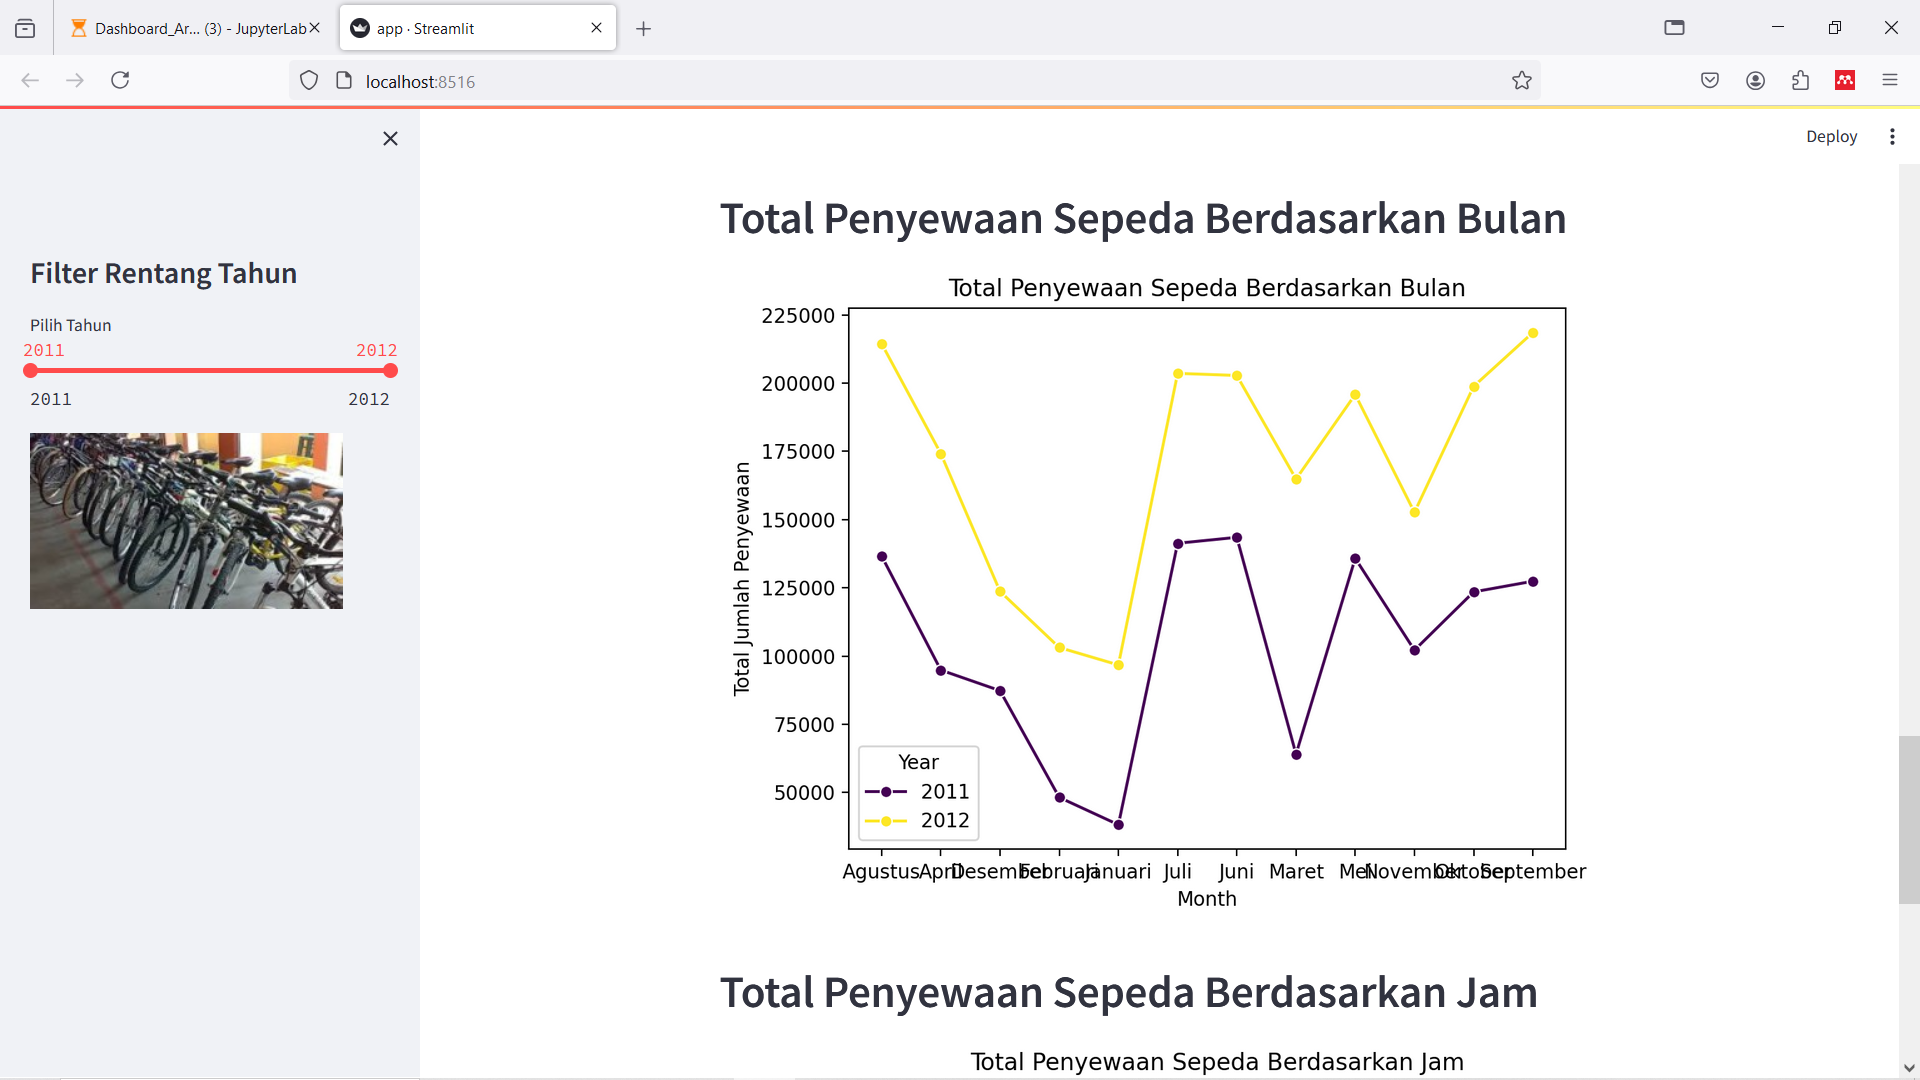 Dashboard_Ar... (3) - JupyterLab
app · Streamlit
localhost:8516
Deploy
Filter Rentang Tahun
Pilih Tahun
2011 2012
2011 2012
Total Penyewaan Sepeda Berdasarkan Bulan
Total Penyewaan Sepeda Berdasarkan Bulan
225000
200000
175000
150000
125000
100000
75000
50000
Total Jumlah Penyewaan
Year
2011
2012
Agustus April Desember Februari Januari Juli Juni Maret Mei November Oktober September
Month
Total Penyewaan Sepeda Berdasarkan Jam
Total Penyewaan Sepeda Berdasarkan Jam